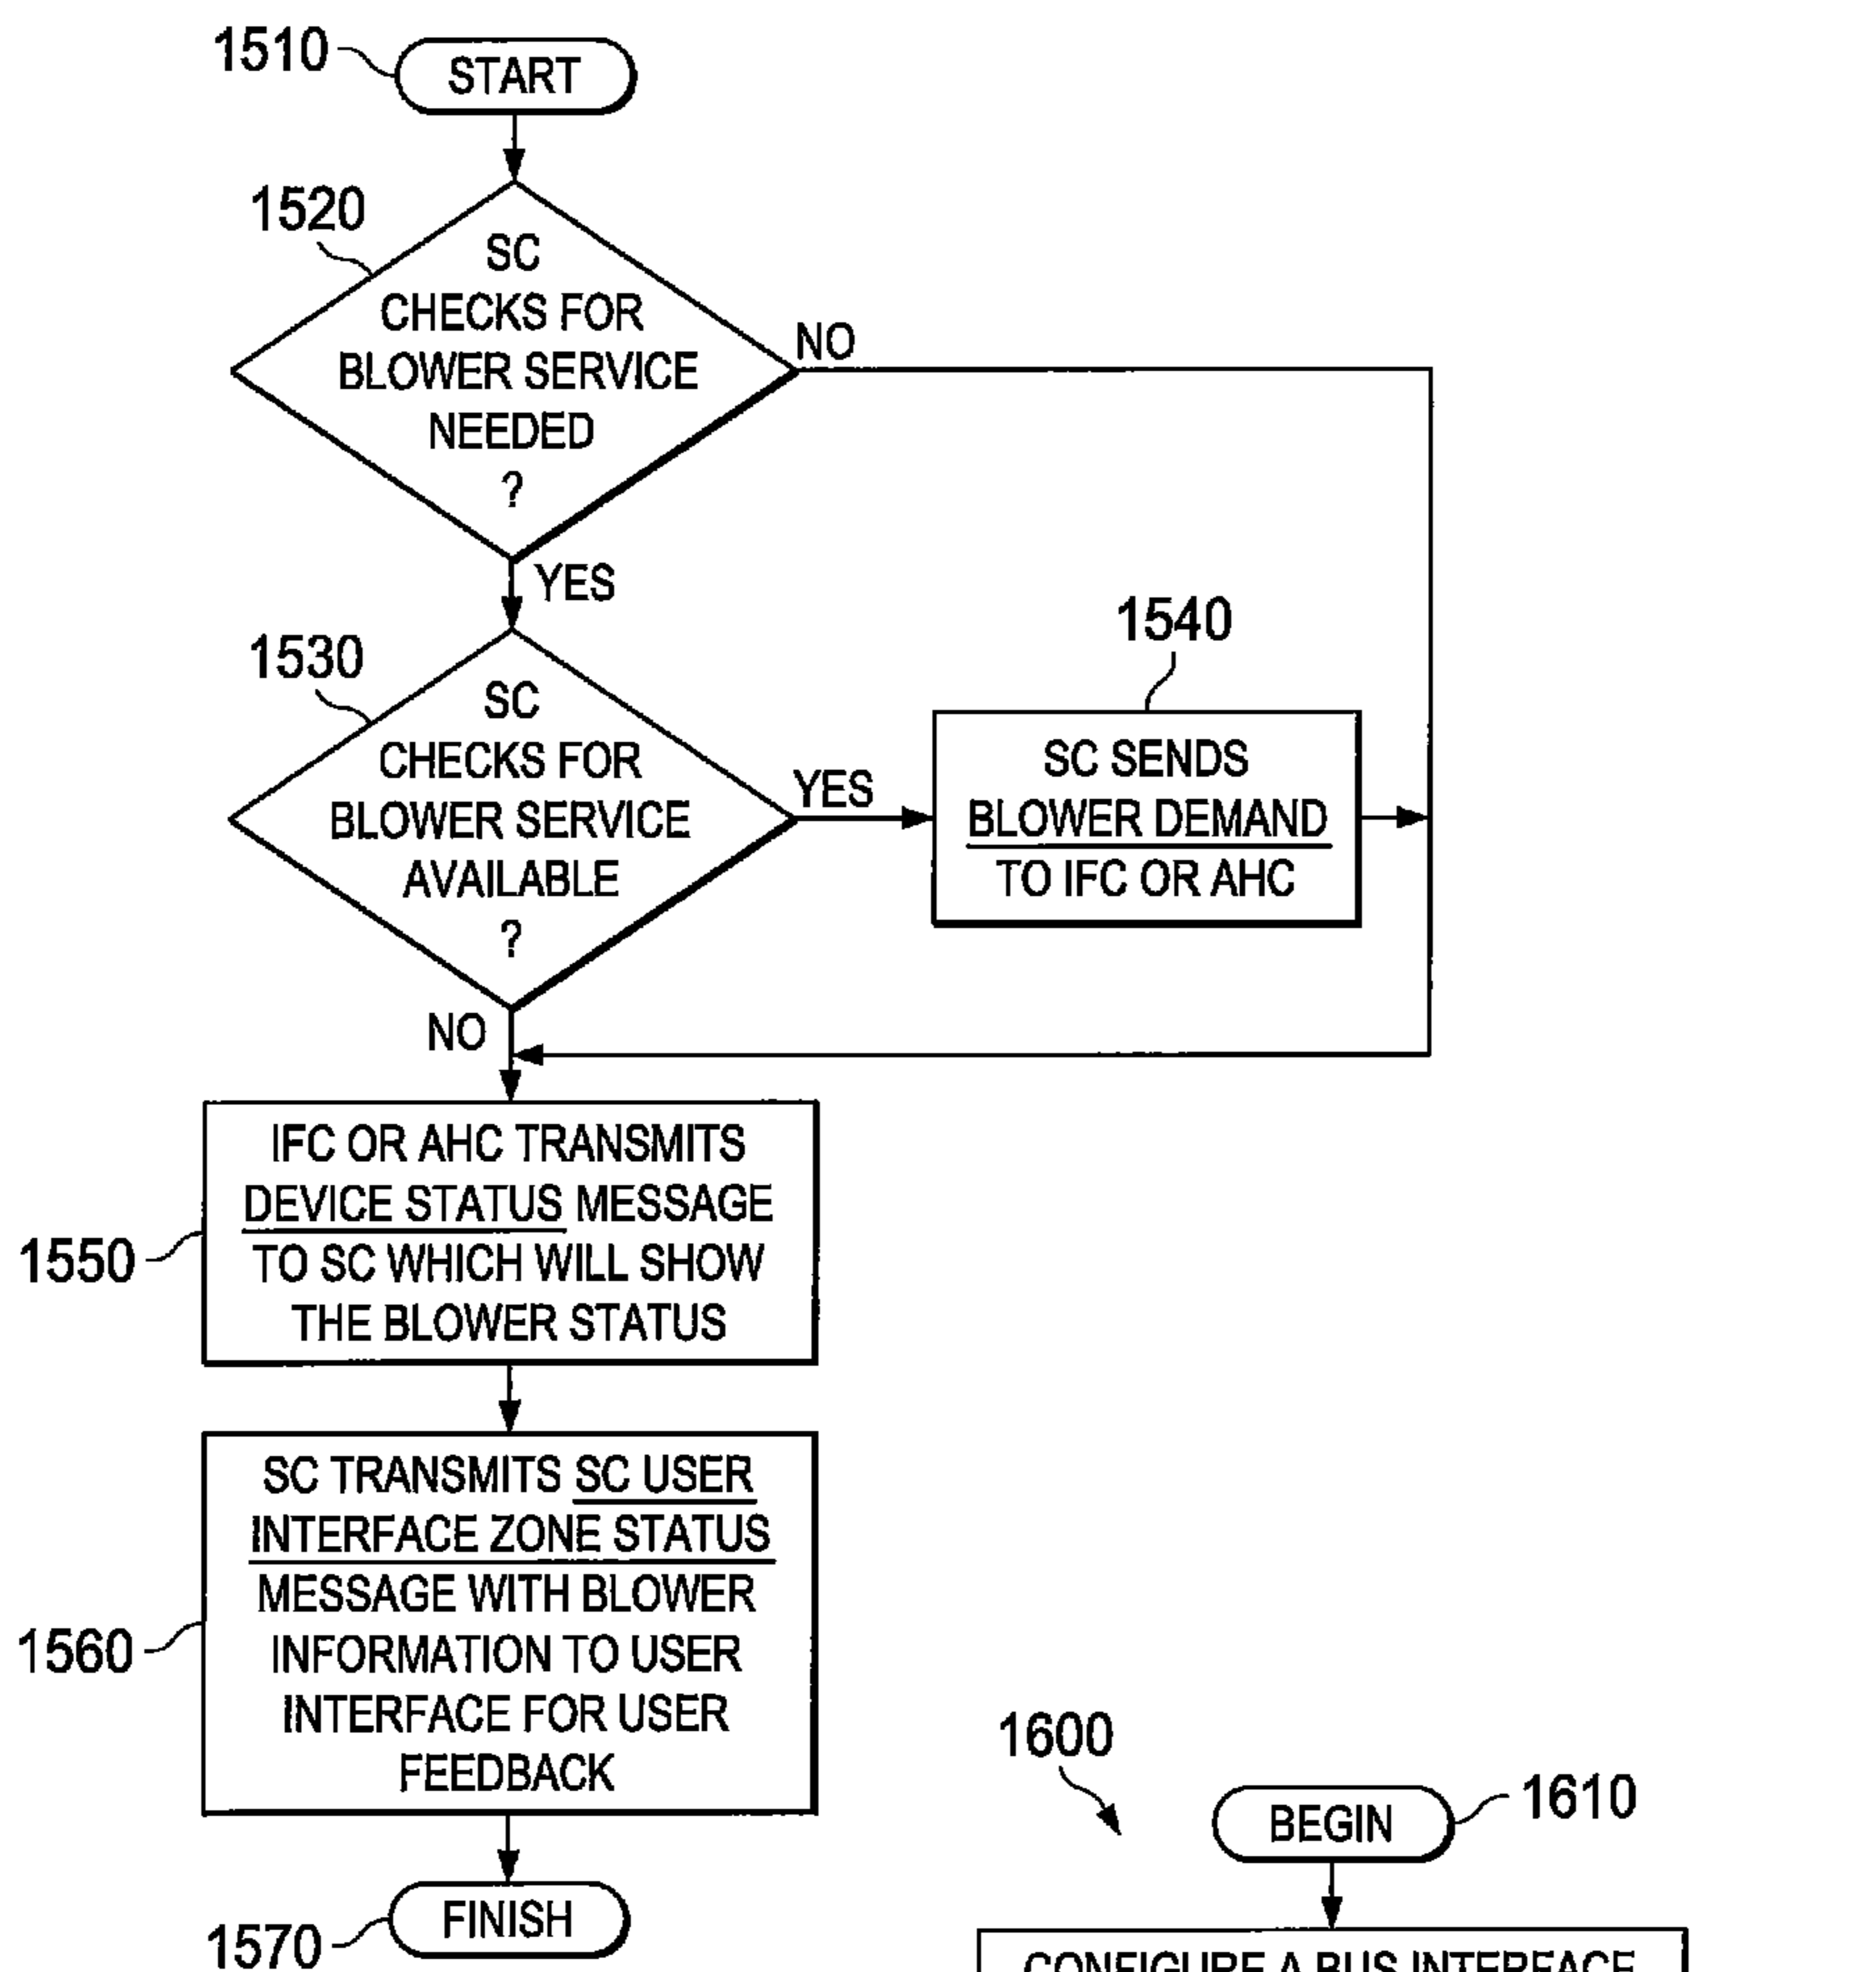 1510
START
1520
SC
CHECKS FOR
BLOWER SERVICE
NEEDED
?
NO
YES
1530
SC
CHECKS FOR
BLOWER SERVICE
AVAILABLE
?
YES
1540
SC SENDS
BLOWER DEMAND
TO IFC OR AHC
NO
1550
IFC OR AHC TRANSMITS
DEVICE STATUS MESSAGE
TO SC WHICH WILL SHOW
THE BLOWER STATUS
1560
SC TRANSMITS SC USER
INTERFACE ZONE STATUS
MESSAGE WITH BLOWER
INFORMATION TO USER
INTERFACE FOR USER
FEEDBACK
1570
FINISH
1600
1610
BEGIN
CONFIGURE A BUS INTERFACE